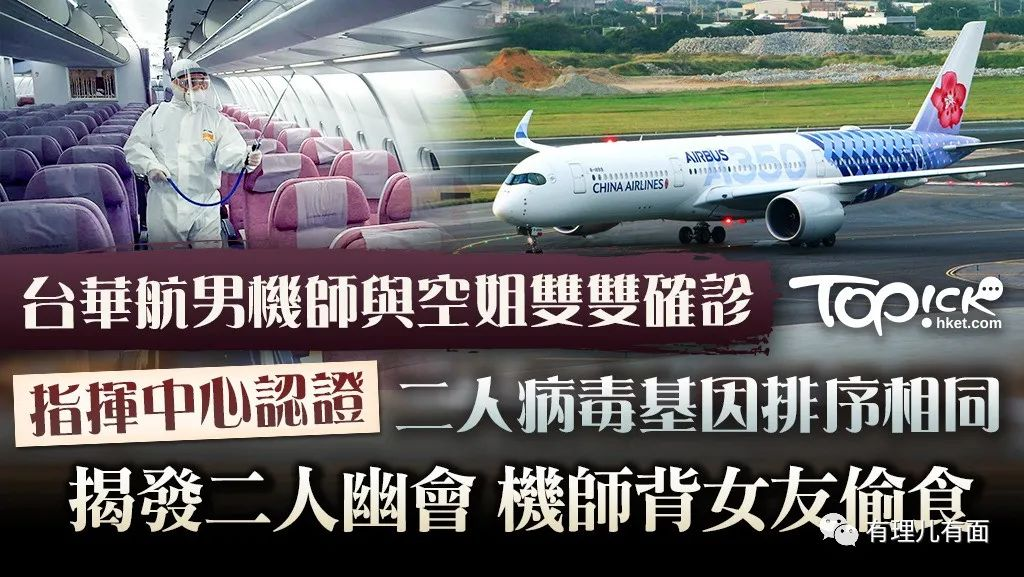 AIRBUS
A350
CHINA AIRLINES
台華航男機師與空姐雙雙確診
TOPICK
hket.com
指揮中心認證 二人病毒基因排序相同
揭發二人幽會 機師背女友偷食
有理儿有面